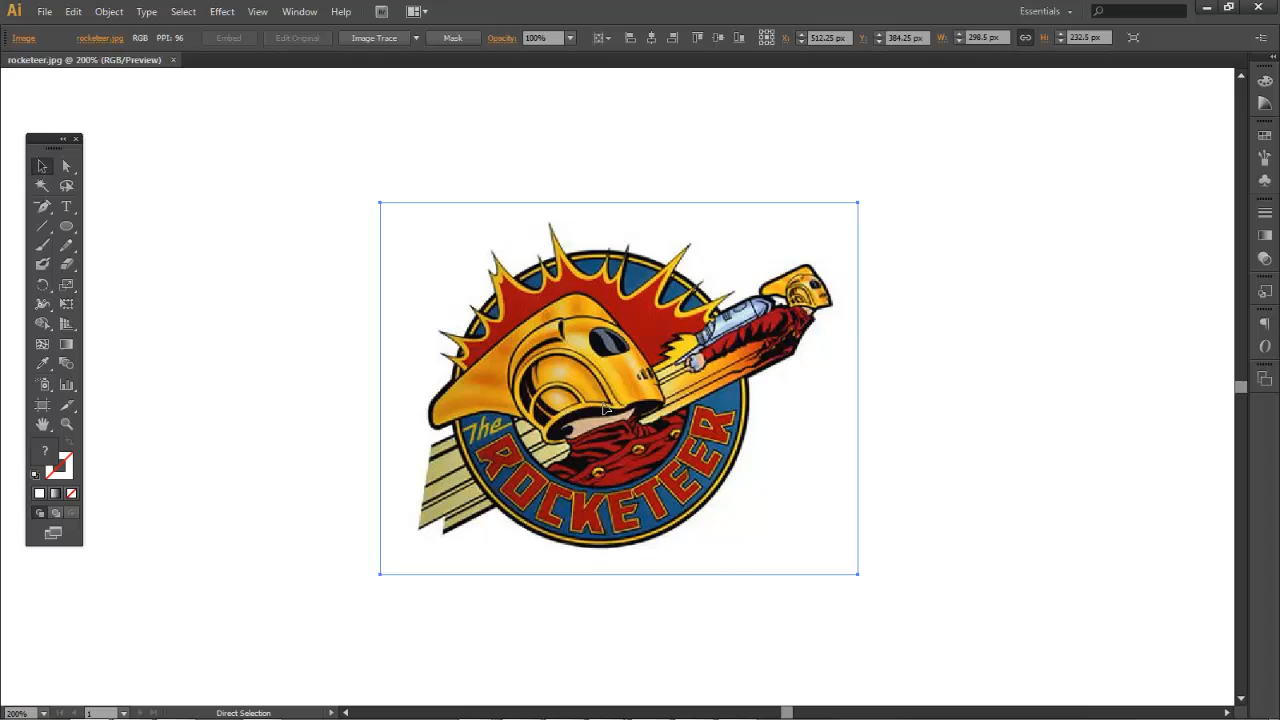 Ai File Edit Object Type Select Effect View Window Help Br Essentials
Image rocketeer.jpg RGB PPI: 96 Embed Edit Original Image Trace Mask Opacity: 100% X: 512.25 px Y: 384.25 px W: 298.5 px H: 232.5 px
rocketeer.jpg @ 200% (RGB/Preview) ×
T
?
The
ROCKETEER
200% 1 Direct Selection